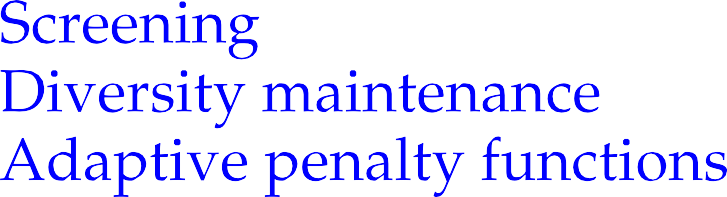 Screening
Diversity maintenance
Adaptive penalty functions